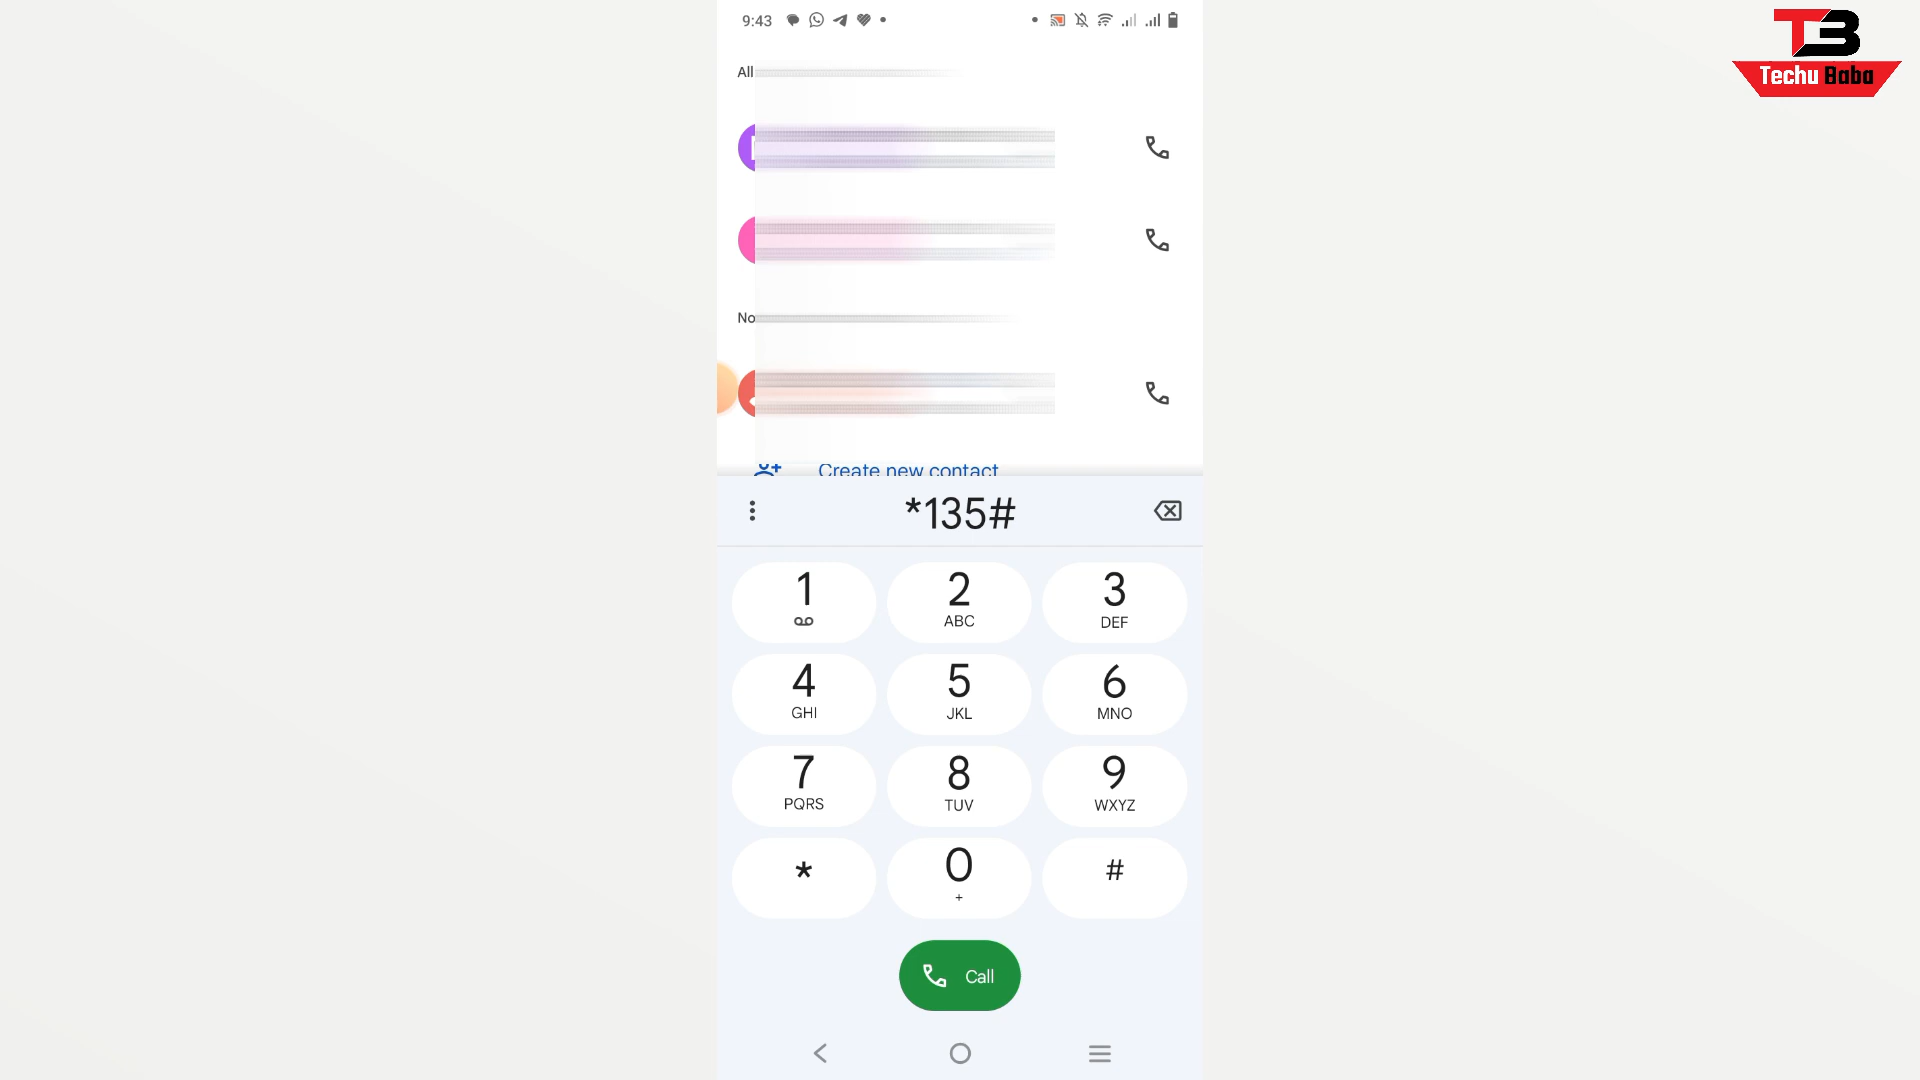 9:43
All
No
Create new contact
*135#
1
2
ABC
3
DEF
4
GHI
5
JKL
6
MNO
7
PQRS
8
TUV
9
WXYZ
*
0
+
#
Call
TB
Techu Baba